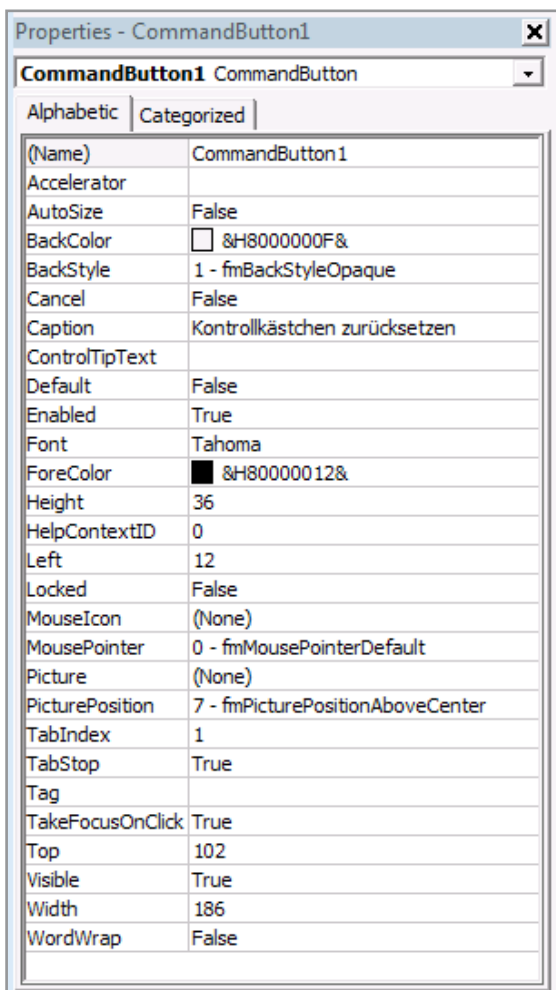 Properties - CommandButton1
CommandButton1 CommandButton
Alphabetic Categorized
(Name) CommandButton1
Accelerator
AutoSize False
BackColor &H8000000F&
BackStyle 1 - fmBackStyleOpaque
Cancel False
Caption Kontrollkästchen zurücksetzen
ControlTipText
Default False
Enabled True
Font Tahoma
ForeColor &H80000012&
Height 36
HelpContextID 0
Left 12
Locked False
MouseIcon (None)
MousePointer 0 - fmMousePointerDefault
Picture (None)
PicturePosition 7 - fmPicturePositionAboveCenter
TabIndex 1
TabStop True
Tag
TakeFocusOnClick True
Top 102
Visible True
Width 186
WordWrap False